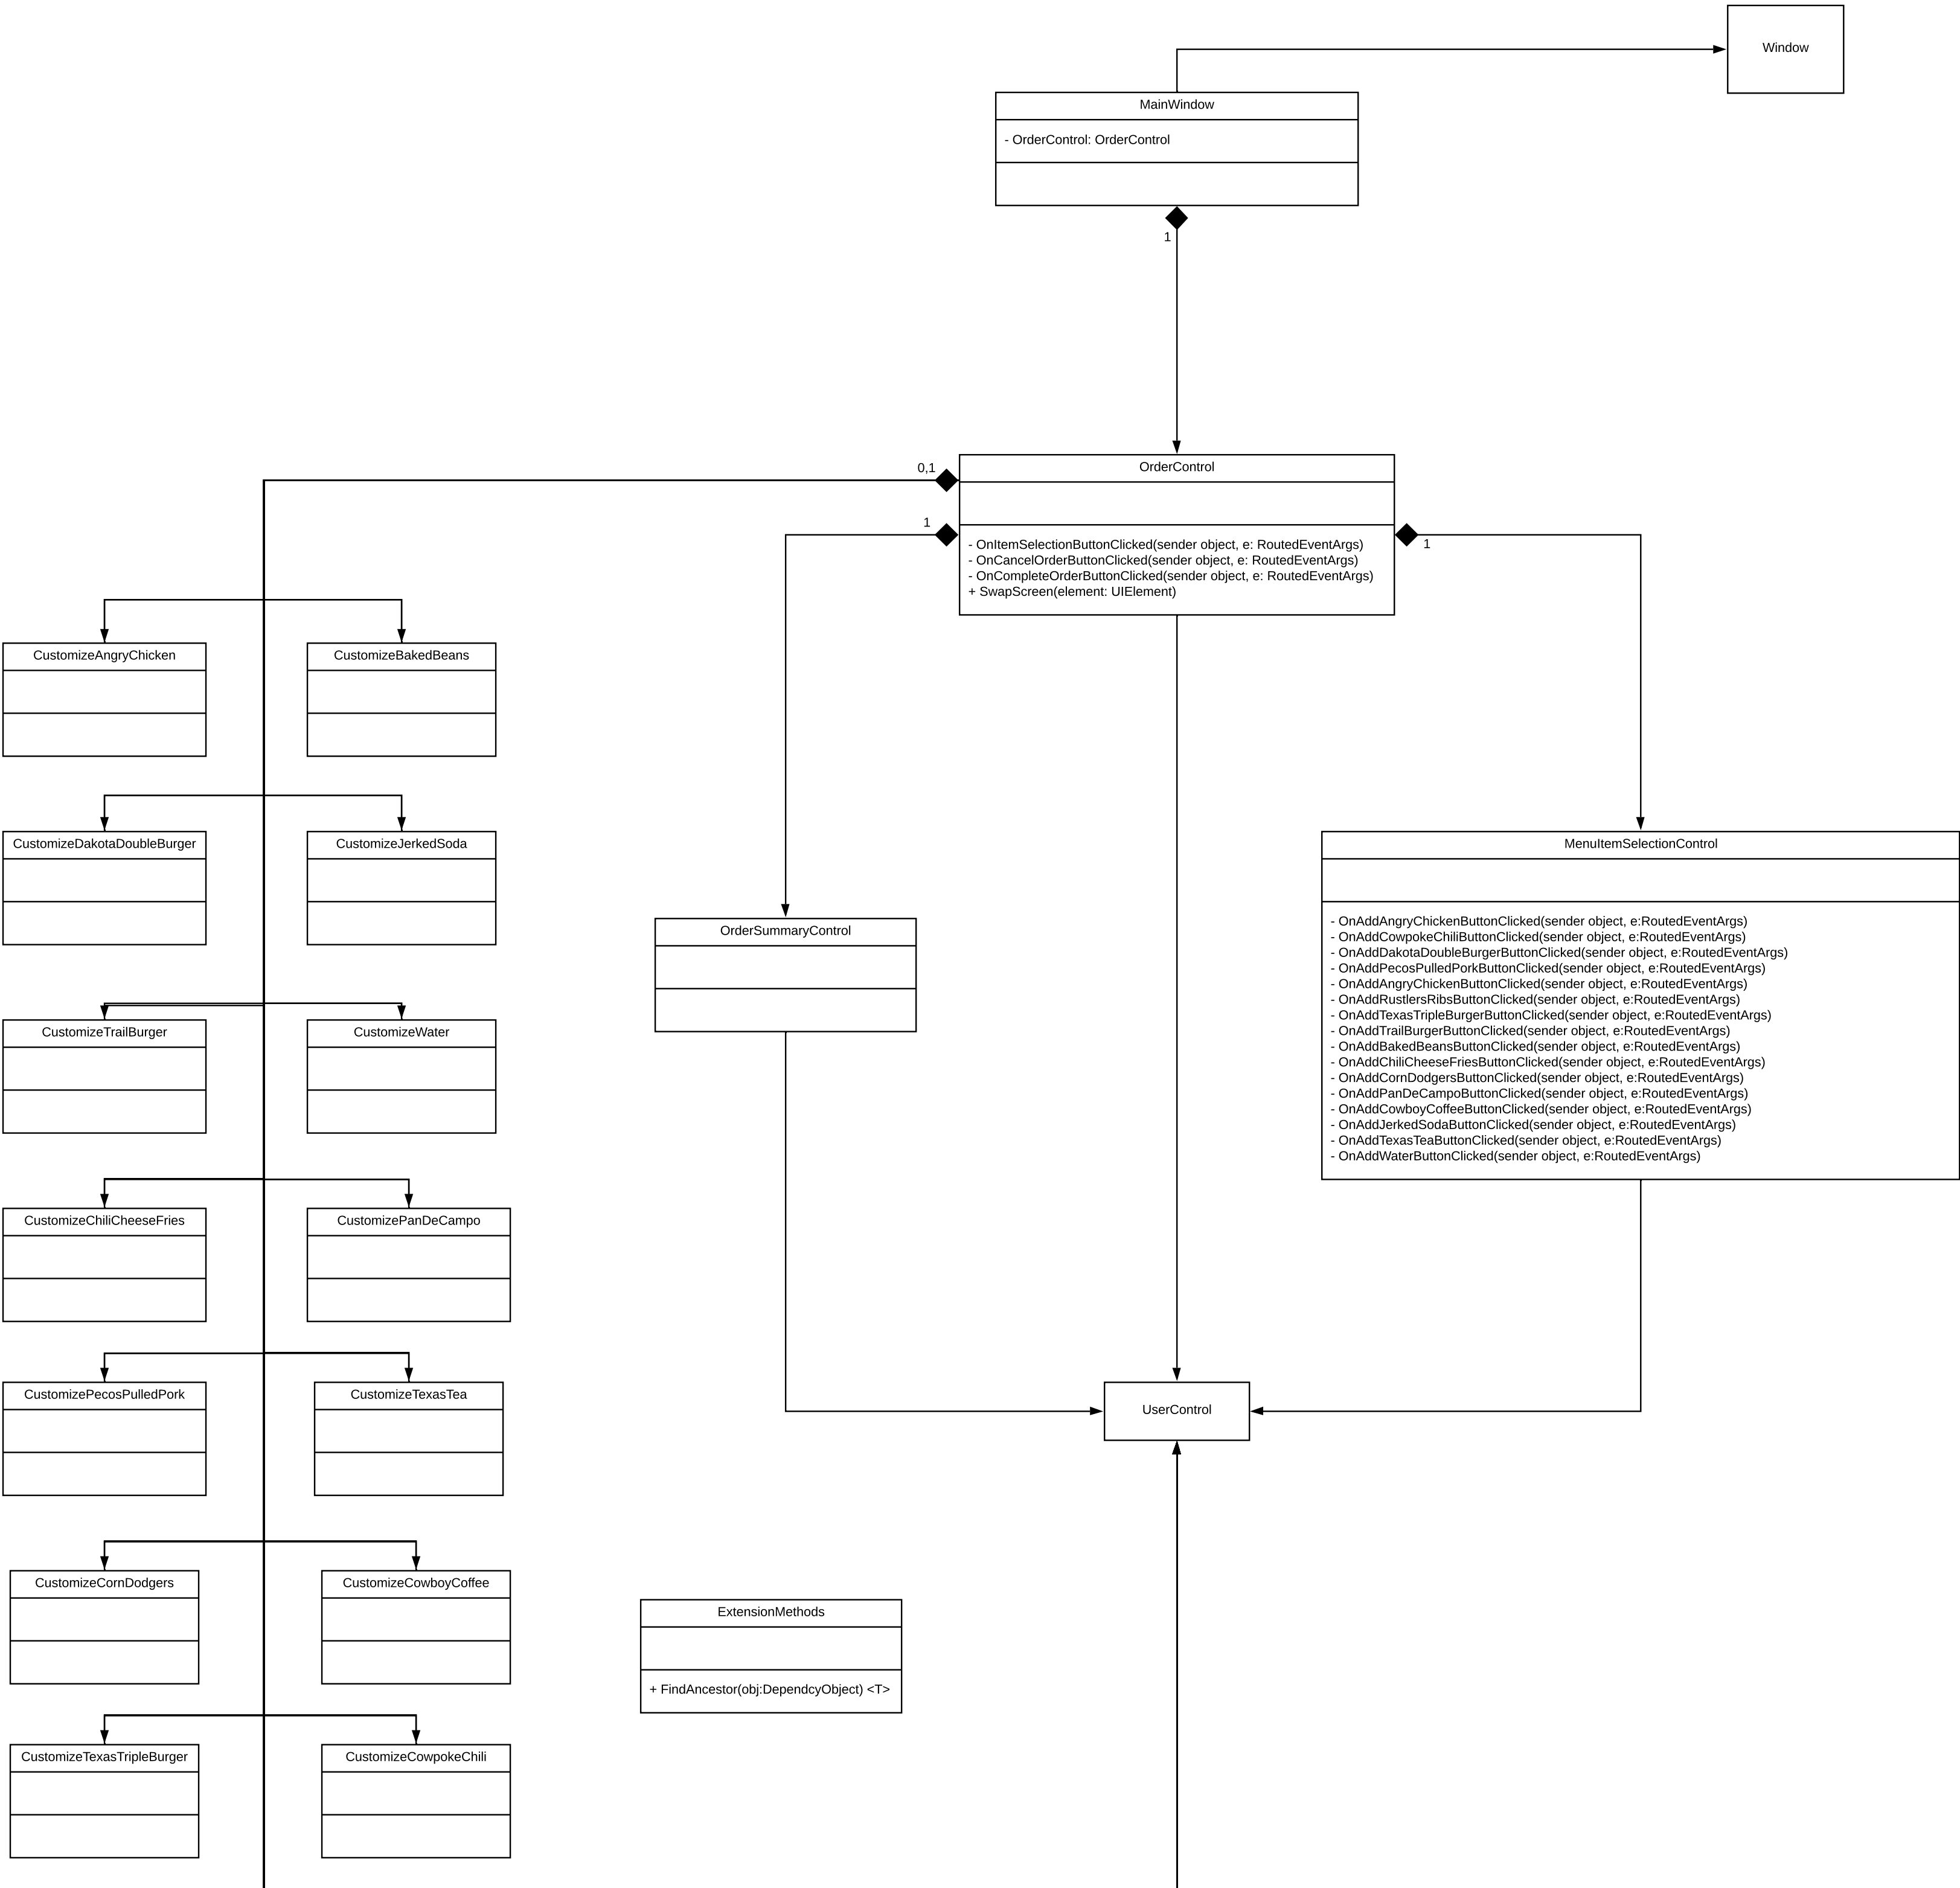 Window
MainWindow
- OrderControl: OrderControl
1
OrderControl
0,1
1
1
- OnItemSelectionButtonClicked(sender object, e: RoutedEventArgs)
- OnCancelOrderButtonClicked(sender object, e: RoutedEventArgs)
- OnCompleteOrderButtonClicked(sender object, e: RoutedEventArgs)
+ SwapScreen(element: UIElement)
CustomizeAngryChicken
CustomizeBakedBeans
CustomizeDakotaDoubleBurger
CustomizeJerkedSoda
MenuItemSelectionControl
- OnAddAngryChickenButtonClicked(sender object, e:RoutedEventArgs)
- OnAddCowpokeChiliButtonClicked(sender object, e:RoutedEventArgs)
- OnAddDakotaDoubleBurgerButtonClicked(sender object, e:RoutedEventArgs)
- OnAddPecosPulledPorkButtonClicked(sender object, e:RoutedEventArgs)
- OnAddAngryChickenButtonClicked(sender object, e:RoutedEventArgs)
- OnAddRustlersRibsButtonClicked(sender object, e:RoutedEventArgs)
- OnAddTexasTripleBurgerButtonClicked(sender object, e:RoutedEventArgs)
- OnAddTrailBurgerButtonClicked(sender object, e:RoutedEventArgs)
- OnAddBakedBeansButtonClicked(sender object, e:RoutedEventArgs)
- OnAddChiliCheeseFriesButtonClicked(sender object, e:RoutedEventArgs)
- OnAddCornDodgersButtonClicked(sender object, e:RoutedEventArgs)
- OnAddPanDeCampoButtonClicked(sender object, e:RoutedEventArgs)
- OnAddCowboyCoffeeButtonClicked(sender object, e:RoutedEventArgs)
- OnAddJerkedSodaButtonClicked(sender object, e:RoutedEventArgs)
- OnAddTexasTeaButtonClicked(sender object, e:RoutedEventArgs)
- OnAddWaterButtonClicked(sender object, e:RoutedEventArgs)
OrderSummaryControl
CustomizeTrailBurger
CustomizeWater
CustomizeChiliCheeseFries
CustomizePanDeCampo
CustomizePecosPulledPork
CustomizeTexasTea
UserControl
CustomizeCornDodgers
CustomizeCowboyCoffee
ExtensionMethods
+ FindAncestor(obj:DependcyObject) <T>
CustomizeTexasTripleBurger
CustomizeCowpokeChili